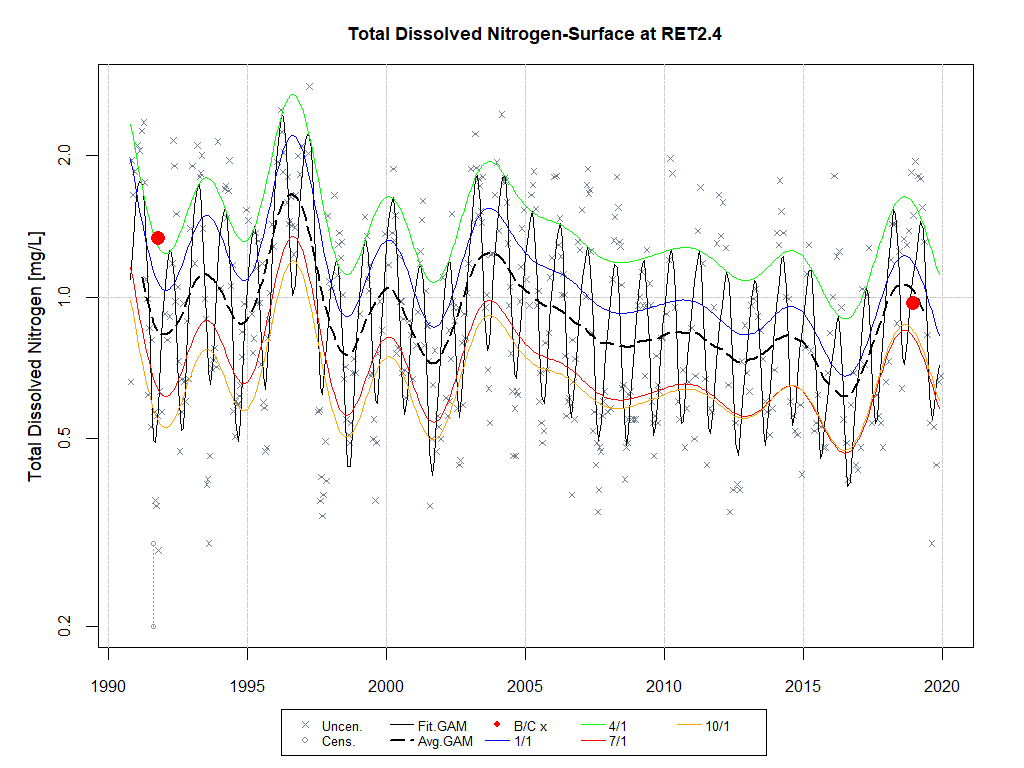 Total Dissolved Nitrogen-Surface at RET2.4
Total Dissolved Nitrogen [mg/L]
2.0
1.0
0.5
0.2
1990 1995 2000 2005 2010 2015 2020
Uncen. Fit.GAM B/C x 4/1 10/1
Cens. Avg.GAM 1/1 7/1